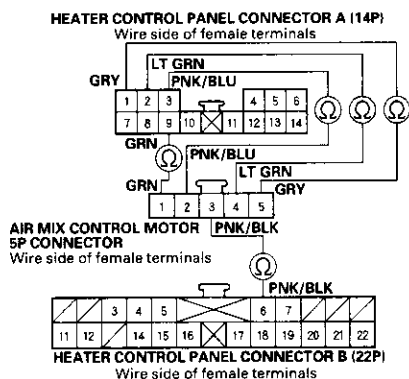 HEATER CONTROL PANEL CONNECTOR A (14P)
Wire side of female terminals
LT GRN
GRY
PNK/BLU
1 2 3 4 5 6
7 8 9 10 11 12 13 14
Ω Ω Ω
GRN
Ω
PNK/BLU
LT GRN
GRN
GRY
1 2 3 4 5
AIR MIX CONTROL MOTOR
5P CONNECTOR
Wire side of female terminals
PNK/BLK
Ω
PNK/BLK
3 4 5 6 7
11 12 14 15 16 17 18 19 20 21 22
HEATER CONTROL PANEL CONNECTOR B (22P)
Wire side of female terminals